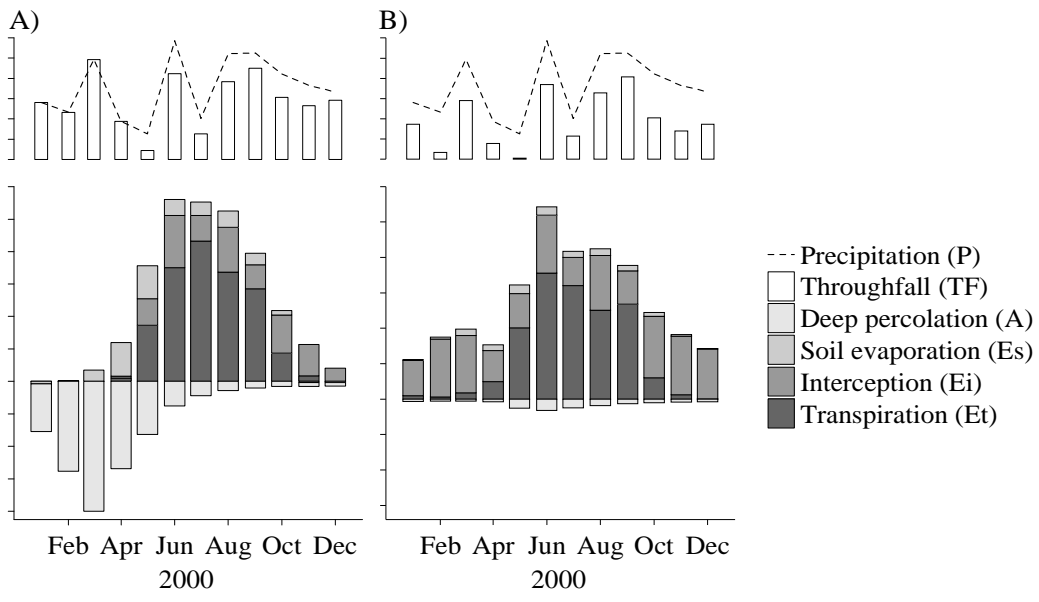 A)
B)
Precipitation (P)
Throughfall (TF)
Deep percolation (A)
Soil evaporation (Es)
Interception (Ei)
Transpiration (Et)
Feb Apr Jun Aug Oct Dec
2000
Feb Apr Jun Aug Oct Dec
2000